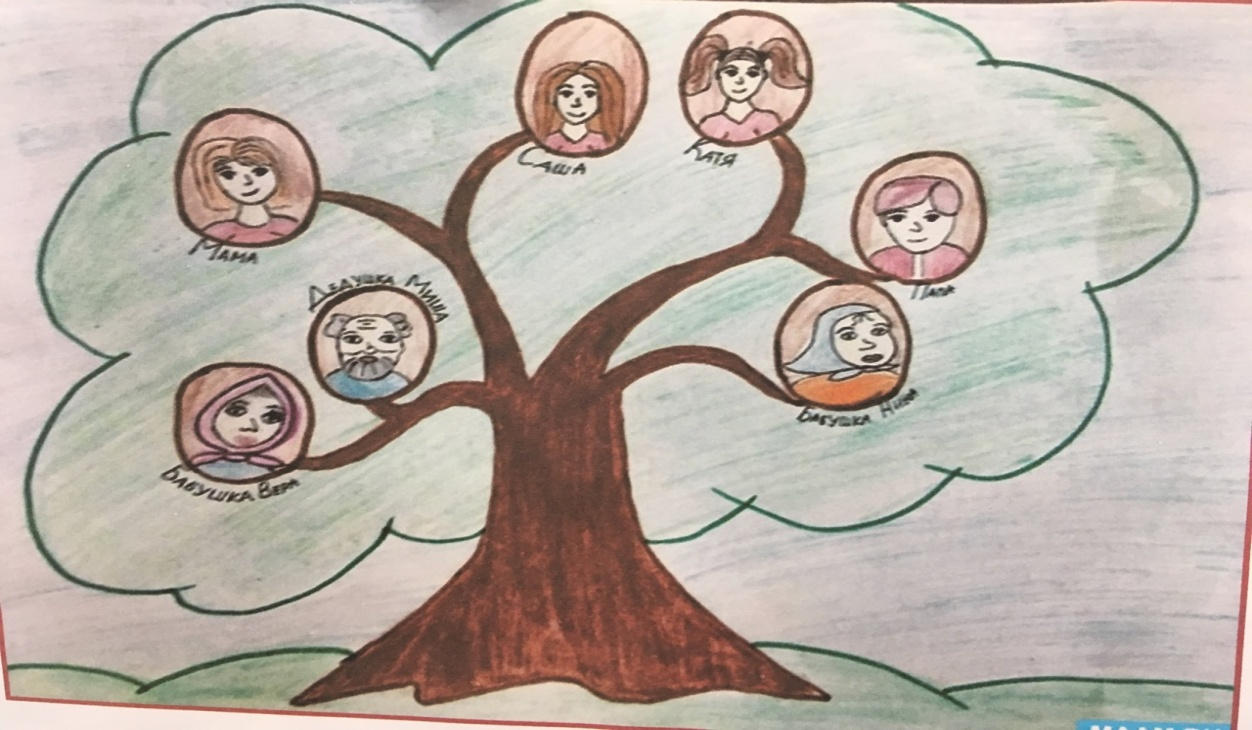 Саша
Катя
Мама
Папа
Дедушка Миша
Бабушка Нина
Бабушка Вера